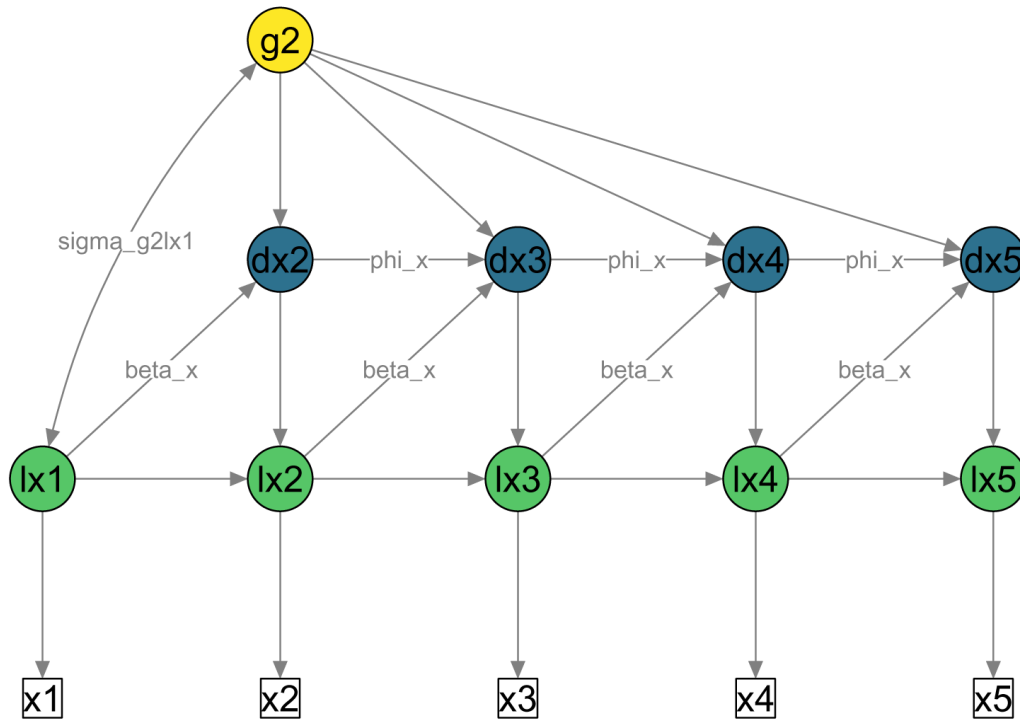 g2
sigma_g2lx1
dx2
phi_x
dx3
phi_x
dx4
phi_x
dx5
beta_x
beta_x
beta_x
beta_x
lx1
lx2
lx3
lx4
lx5
x1
x2
x3
x4
x5